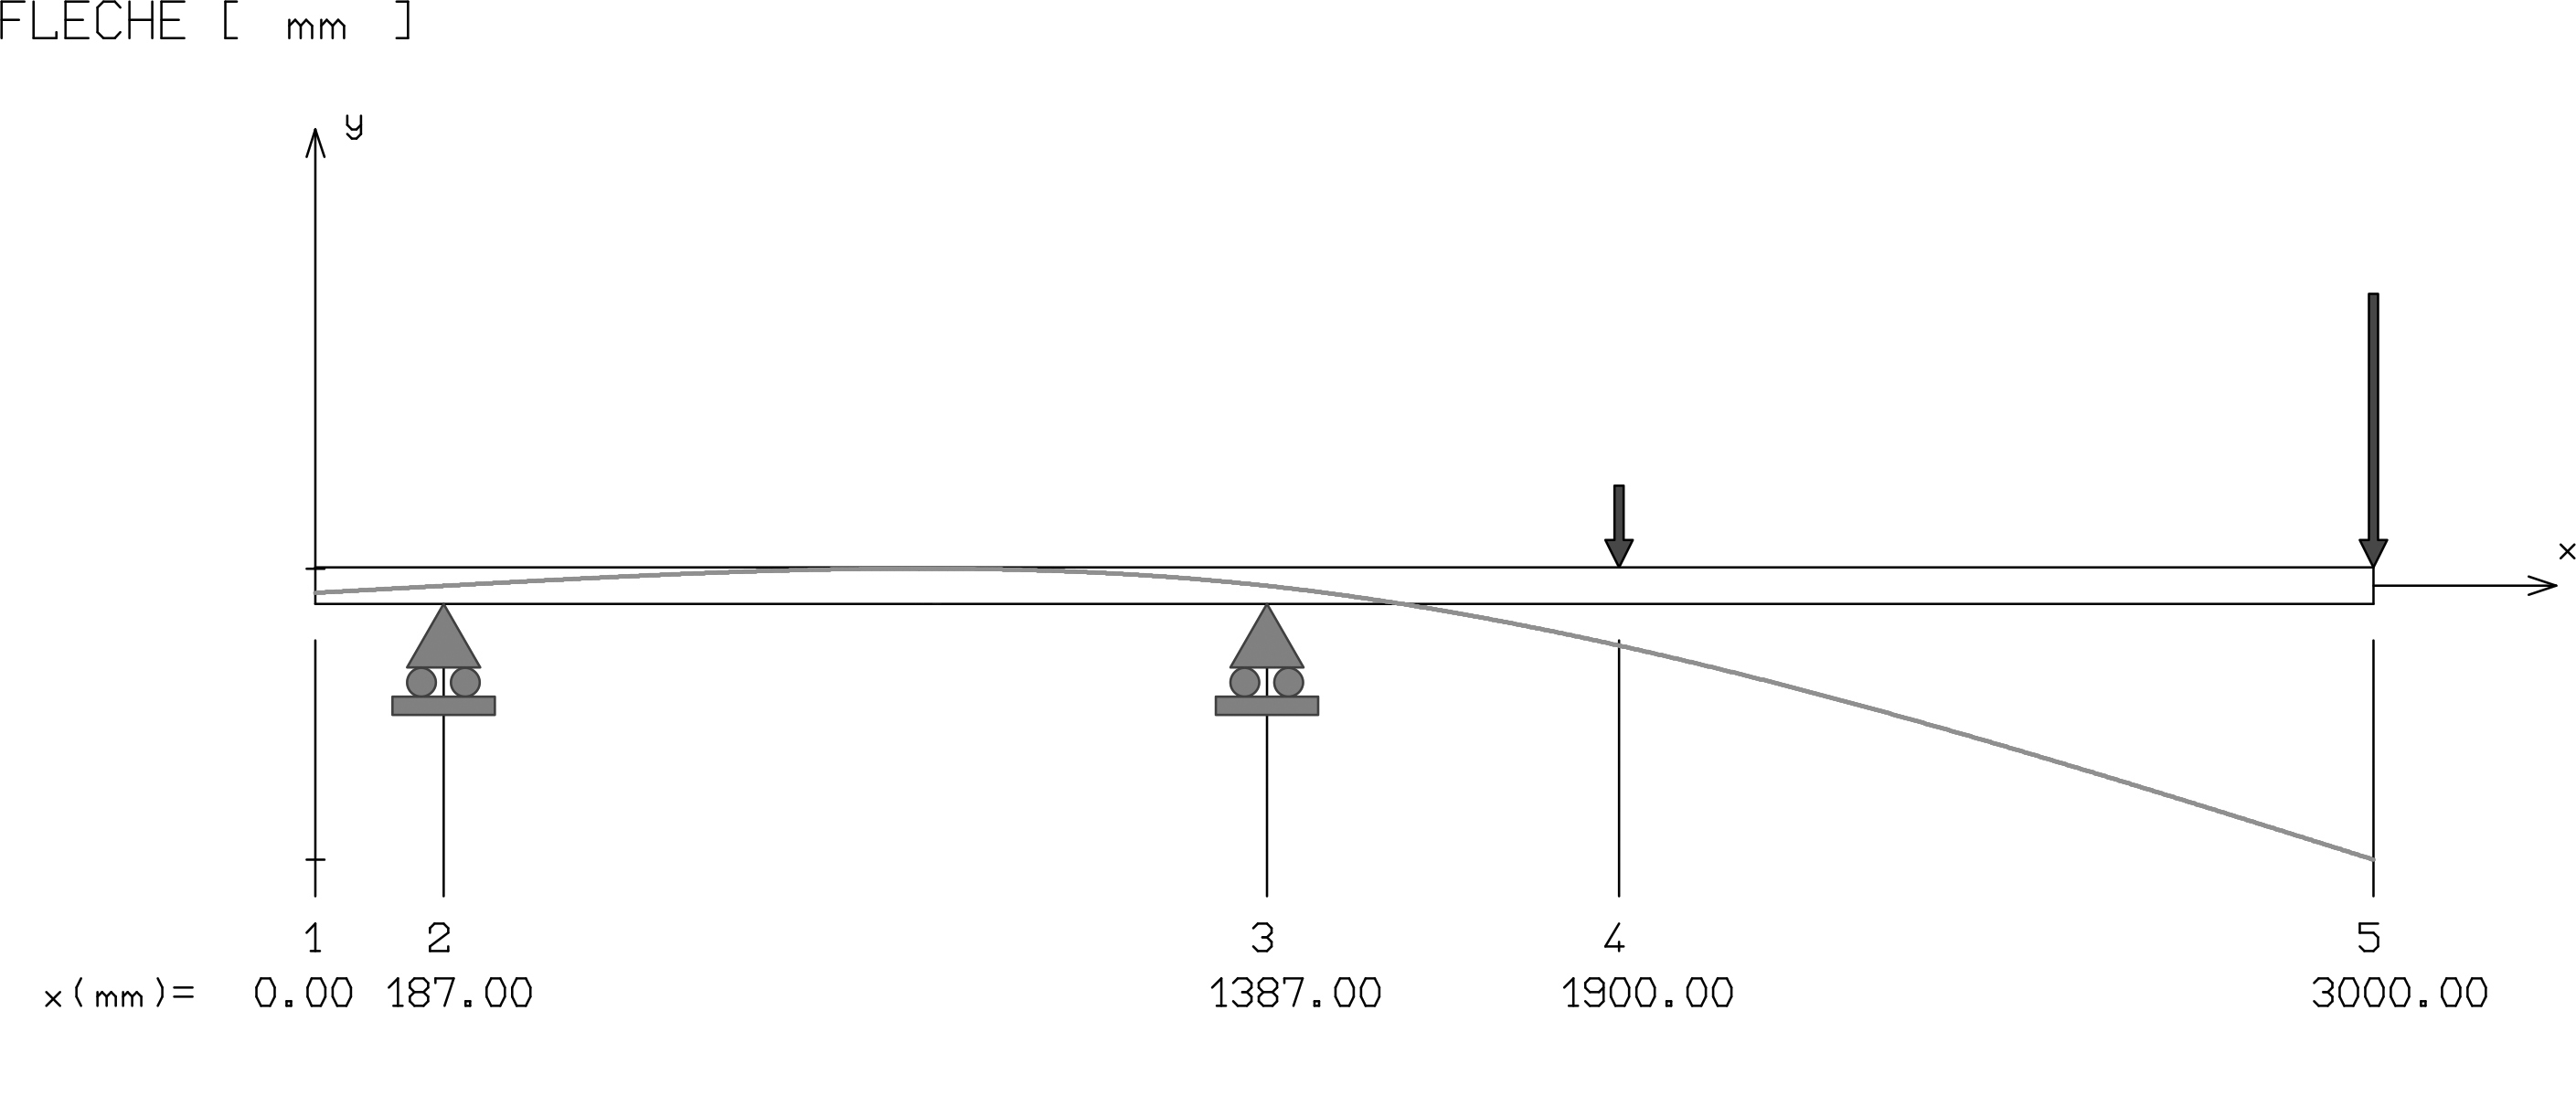 FLECHE [ mm ]
y
x
1 2 3 4 5
x(mm)= 0.00 187.00 1387.00 1900.00 3000.00